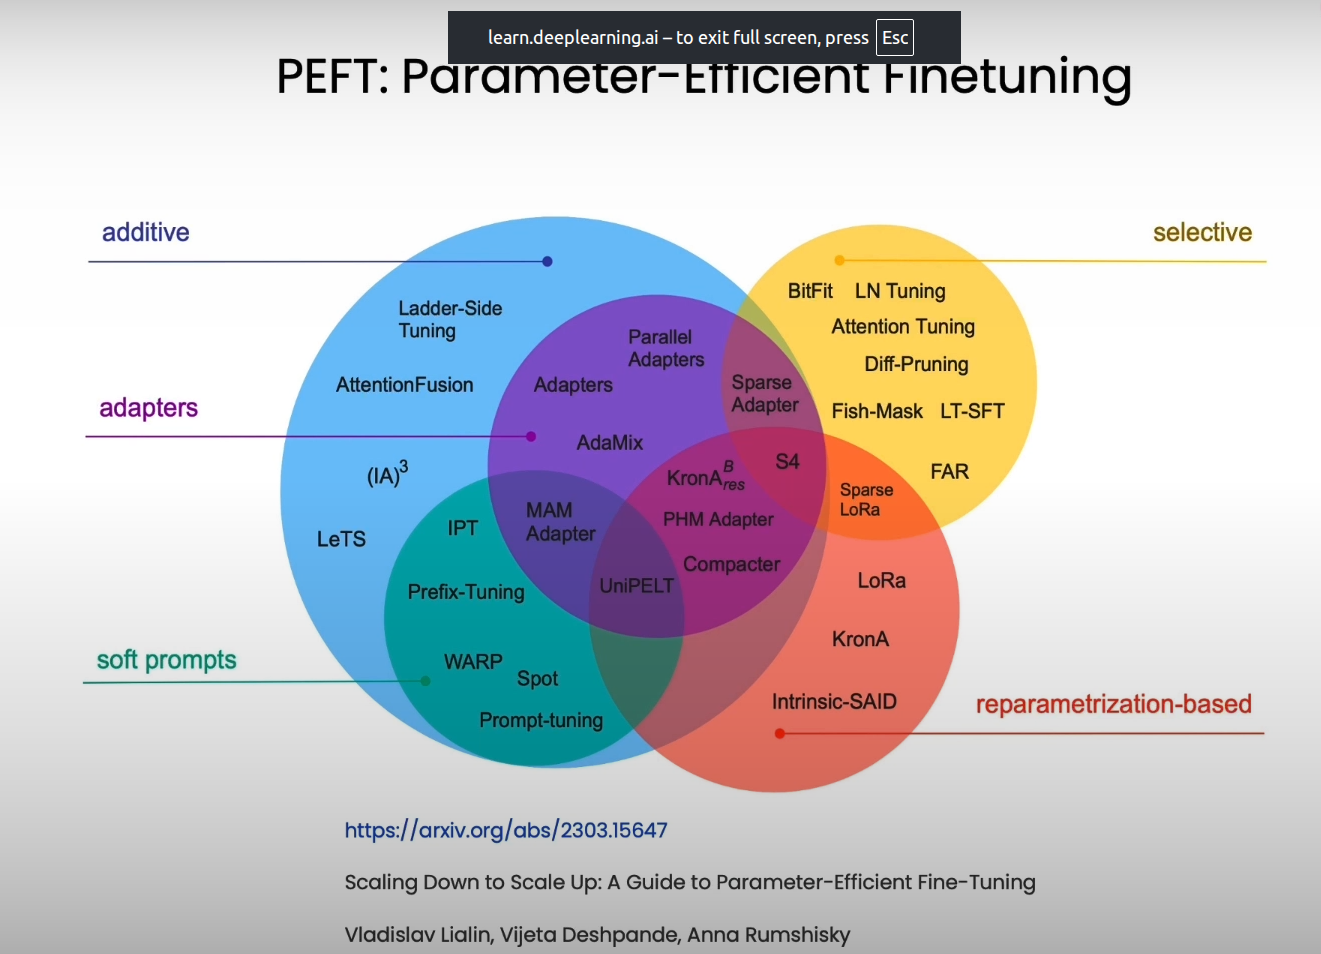 learn.deeplearning.ai – to exit full screen, press Esc
PEFT: Parameter-Efficient Finetuning
additive
selective
BitFit LN Tuning
Ladder-Side
Tuning
Attention Tuning
Parallel
Adapters
Diff-Pruning
AttentionFusion
Adapters
Sparse
Adapter
adapters
Fish-Mask LT-SFT
AdaMix
S4
(IA)³
KronA^B_res
FAR
Sparse
LoRa
MAM
Adapter
PHM Adapter
IPT
LeTS
Compacter
LoRa
UniPELT
Prefix-Tuning
KronA
soft prompts
WARP
Spot
Intrinsic-SAID
reparametrization-based
Prompt-tuning
https://arxiv.org/abs/2303.15647
Scaling Down to Scale Up: A Guide to Parameter-Efficient Fine-Tuning
Vladislav Lialin, Vijeta Deshpande, Anna Rumshisky